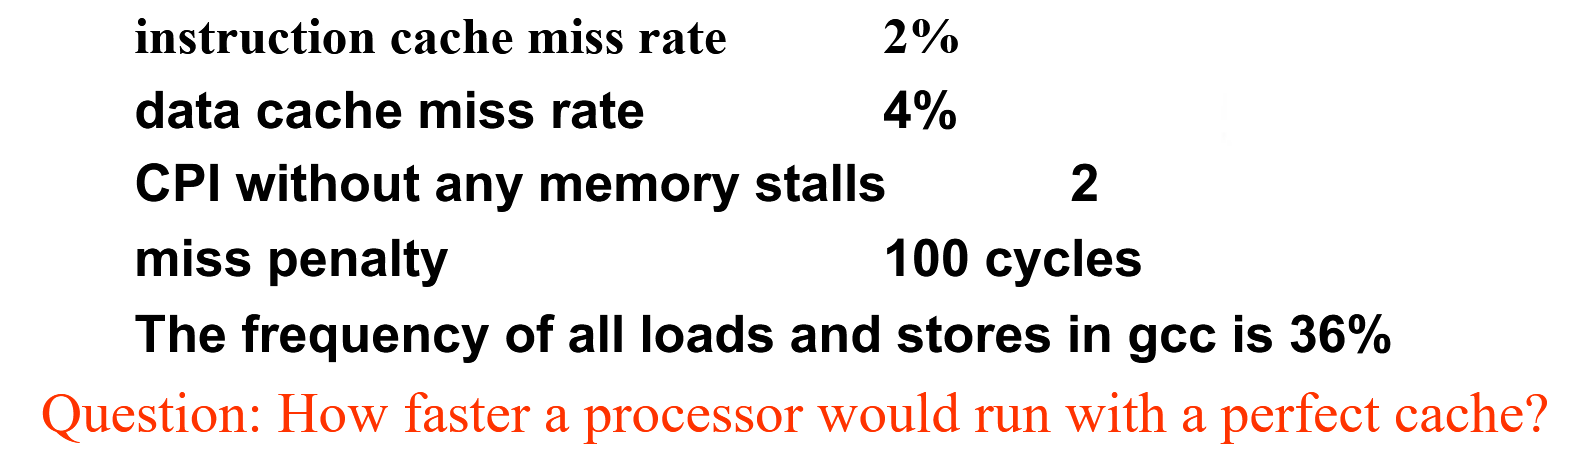 instruction cache miss rate 2%
data cache miss rate 4%
CPI without any memory stalls 2
miss penalty 100 cycles
The frequency of all loads and stores in gcc is 36%
Question: How faster a processor would run with a perfect cache?